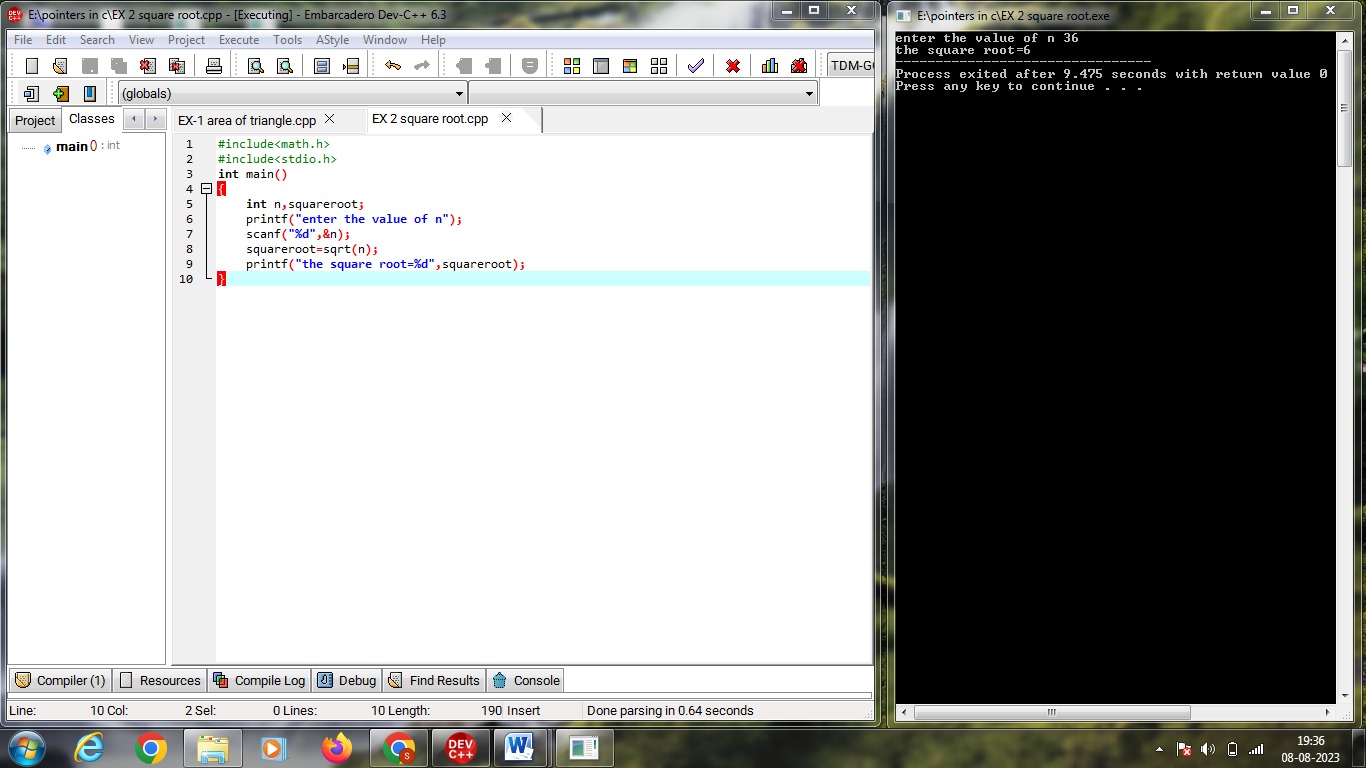 E:\pointers in c\EX 2 square root.cpp - [Executing] - Embarcadero Dev-C++ 6.3
File Edit Search View Project Execute Tools AStyle Window Help
TDM-G
(globals)
Project Classes
EX-1 area of triangle.cpp EX 2 square root.cpp
main () : int
1 #include<math.h>
2 #include<stdio.h>
3 int main()
4 {
5 int n,squareroot;
6 printf("enter the value of n");
7 scanf("%d",&n);
8 squareroot=sqrt(n);
9 printf("the square root=%d",squareroot);
10 }
Compiler (1) Resources Compile Log Debug Find Results Console
Line: 10 Col: 2 Sel: 0 Lines: 10 Length: 190 Insert Done parsing in 0.64 seconds
E:\pointers in c\EX 2 square root.exe
enter the value of n 36
the square root=6
--------------------------------
Process exited after 9.475 seconds with return value 0
Press any key to continue . . .
S
DEV
C++
W
19:36
08-08-2023